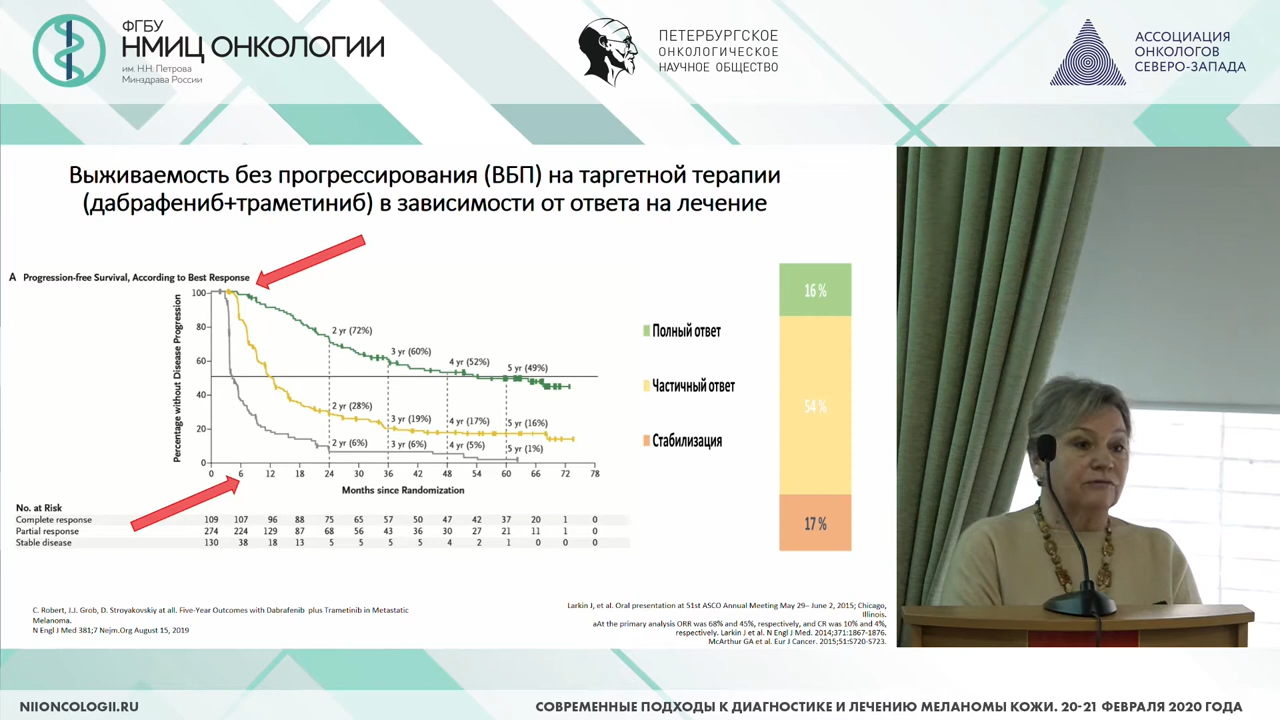 ФГБУ
НМИЦ ОНКОЛОГИИ
им. Н.Н. Петрова
Минздрава России
ПЕТЕРБУРГСКОЕ
ОНКОЛОГИЧЕСКОЕ
НАУЧНОЕ ОБЩЕСТВО
АССОЦИАЦИЯ
ОНКОЛОГОВ
СЕВЕРО-ЗАПАДА
Выживаемость без прогрессирования (ВБП) на таргетной терапии
(дабрафениб+траметиниб) в зависимости от ответа на лечение
A Progression-free Survival, According to Best Response
Percentage without Disease Progression
100
80
60
40
20
0
2 yr (72%)
3 yr (60%)
4 yr (52%)
5 yr (49%)
2 yr (28%)
3 yr (19%)
4 yr (17%)
5 yr (16%)
2 yr (6%)
3 yr (6%)
4 yr (5%)
5 yr (1%)
0 6 12 18 24 30 36 42 48 54 60 66 72 78
Months since Randomization
No. at Risk
Complete response 109 107 96 88 75 65 57 50 47 42 37 20 1 0
Partial response 274 224 129 87 68 56 43 36 30 27 21 11 1 0
Stable disease 130 38 18 13 5 5 5 5 4 2 1 0 0 0
Полный ответ
Частичный ответ
Стабилизация
16 %
54 %
17 %
C. Robert, J.J. Grob, D. Stroyakovskiy at all. Five-Year Outcomes with Dabrafenib plus Trametinib in Metastatic
Melanoma.
N Engl J Med 381;7 Nejm.Org August 15, 2019
Larkin J, et al. Oral presentation at 51st ASCO Annual Meeting May 29– June 2, 2015; Chicago,
Illinois.
aAt the primary analysis ORR was 68% and 45%, respectively, and CR was 10% and 4%,
respectively. Larkin J et al. N Engl J Med. 2014;371:1867-1876.
McArthur GA et al. Eur J Cancer. 2015;51:S720-S723.
NIIONCOLOGII.RU
СОВРЕМЕННЫЕ ПОДХОДЫ К ДИАГНОСТИКЕ И ЛЕЧЕНИЮ МЕЛАНОМЫ КОЖИ. 20-21 ФЕВРАЛЯ 2020 ГОДА